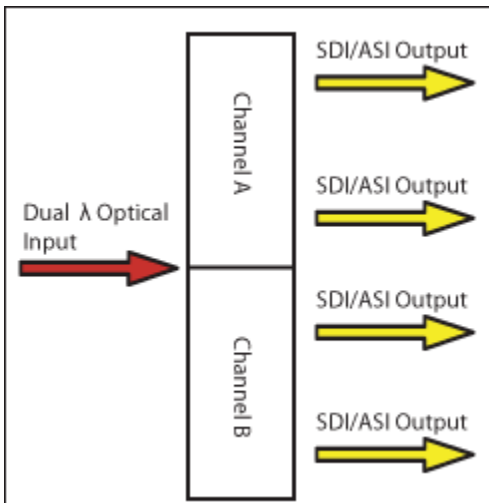 SDI/ASI Output
Channel A
SDI/ASI Output
Dual λ Optical
Input
SDI/ASI Output
Channel B
SDI/ASI Output